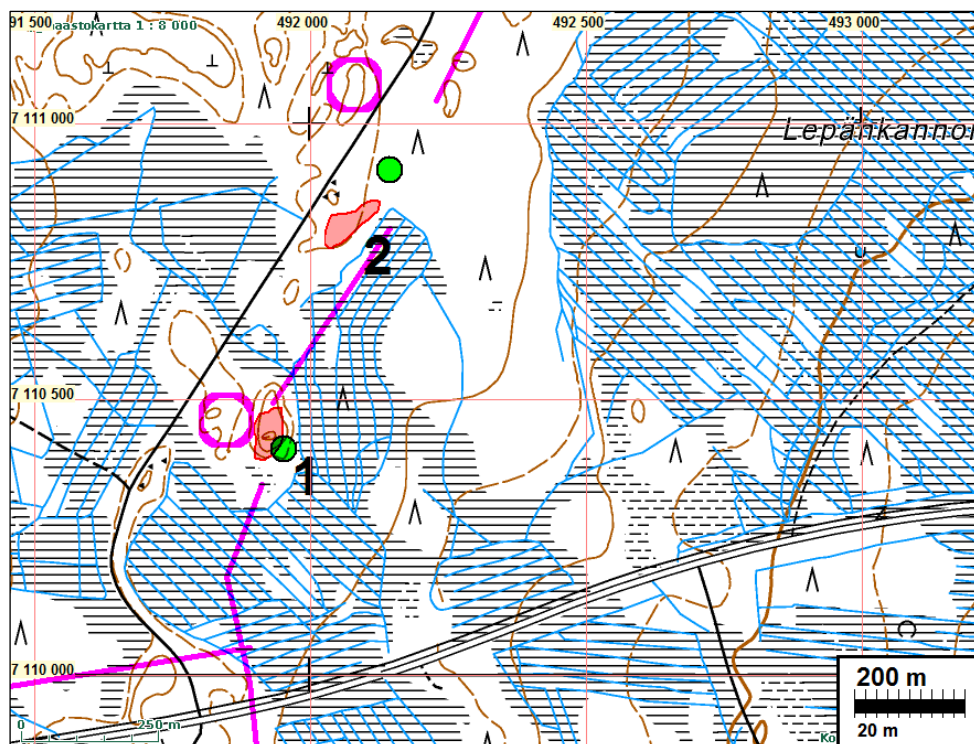 91 500 492 000 492 500 493 000
aastokartta 1 : 8 000
7 111 000
Lepänkannon
2
7 110 500
1
7 110 000
200 m
20 m
0 250 m
Ko